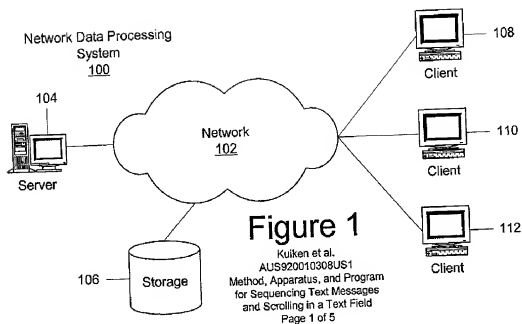 Network Data Processing
System
100
104
Server
Network
102
108
Client
110
Client
112
Client
106
Storage
Figure 1
Kuiken et al.
AUS920010308US1
Method, Apparatus, and Program
for Sequencing Text Messages
and Scrolling in a Text Field
Page 1 of 5